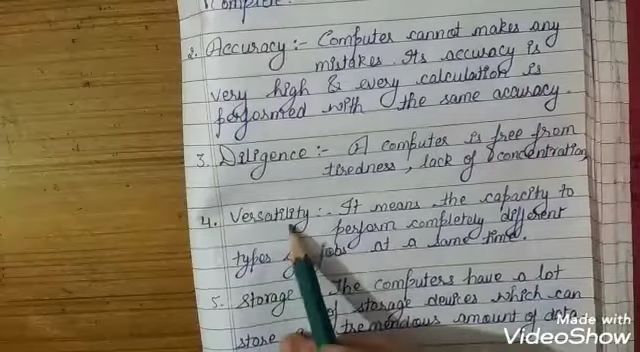 Complete.
2. Accuracy :- Computer cannot makes any
mistakes. Its accuracy is
very high & every calculation is
performed with the same accuracy.
3. Diligence :- A computer is free from
tiredness, lack of concentration
4. Versatility :- It means the capacity to
perform completely different
types of jobs at a same time.
5. Storage the computers have a lot
of storage devices which can
store a tremendous amount of data
Made with
VideoShow